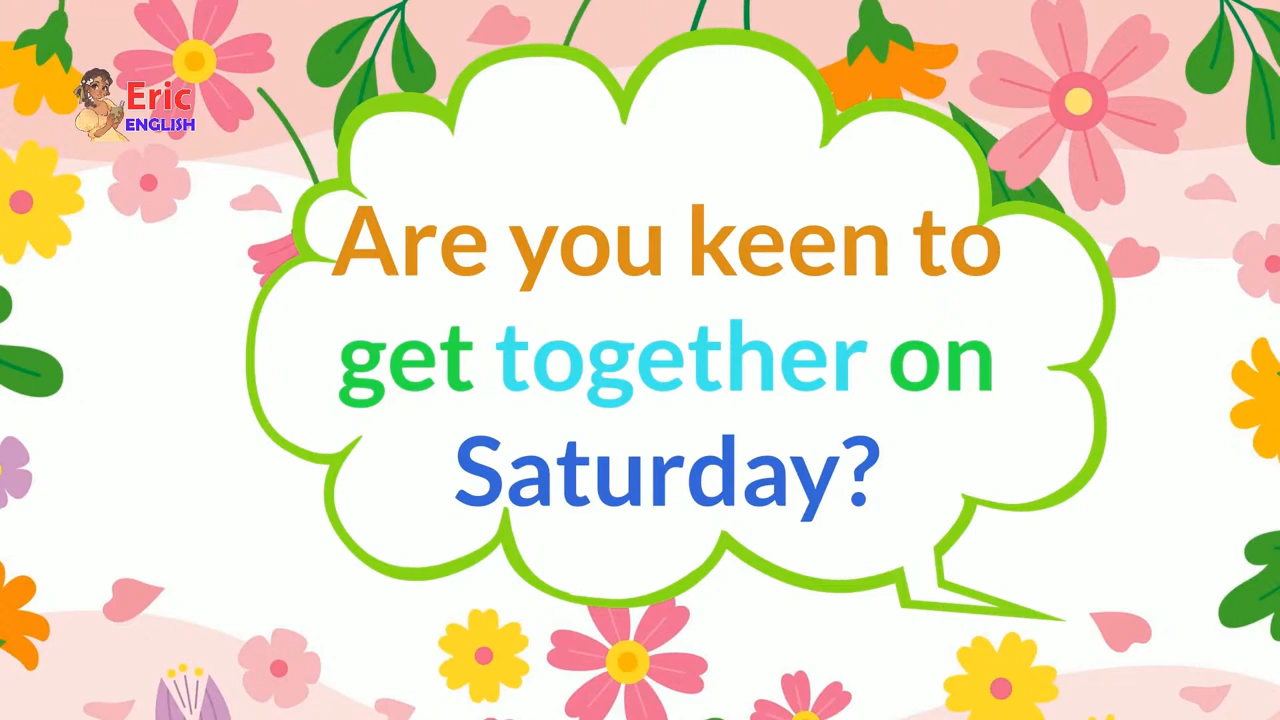 Eric
ENGLISH
Are you keen to
get together on
Saturday?